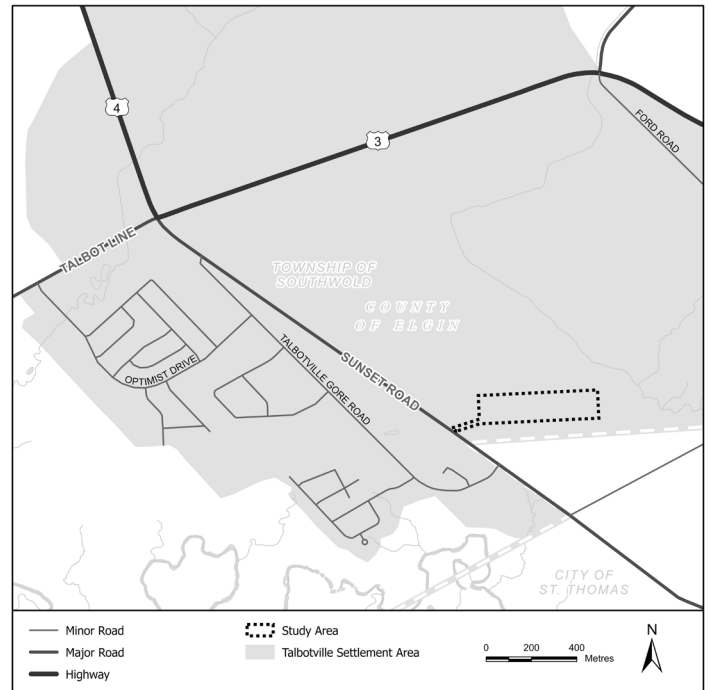 4
3
FORD ROAD
TALBOT LINE
TOWNSHIP OF
SOUTHWOLD
COUNTY
OF ELGIN
OPTIMIST DRIVE
TALBOTVILLE GORE ROAD
SUNSET ROAD
CITY OF
ST. THOMAS
Minor Road
Major Road
Highway
Study Area
Talbotville Settlement Area
0 200 400
Metres
N